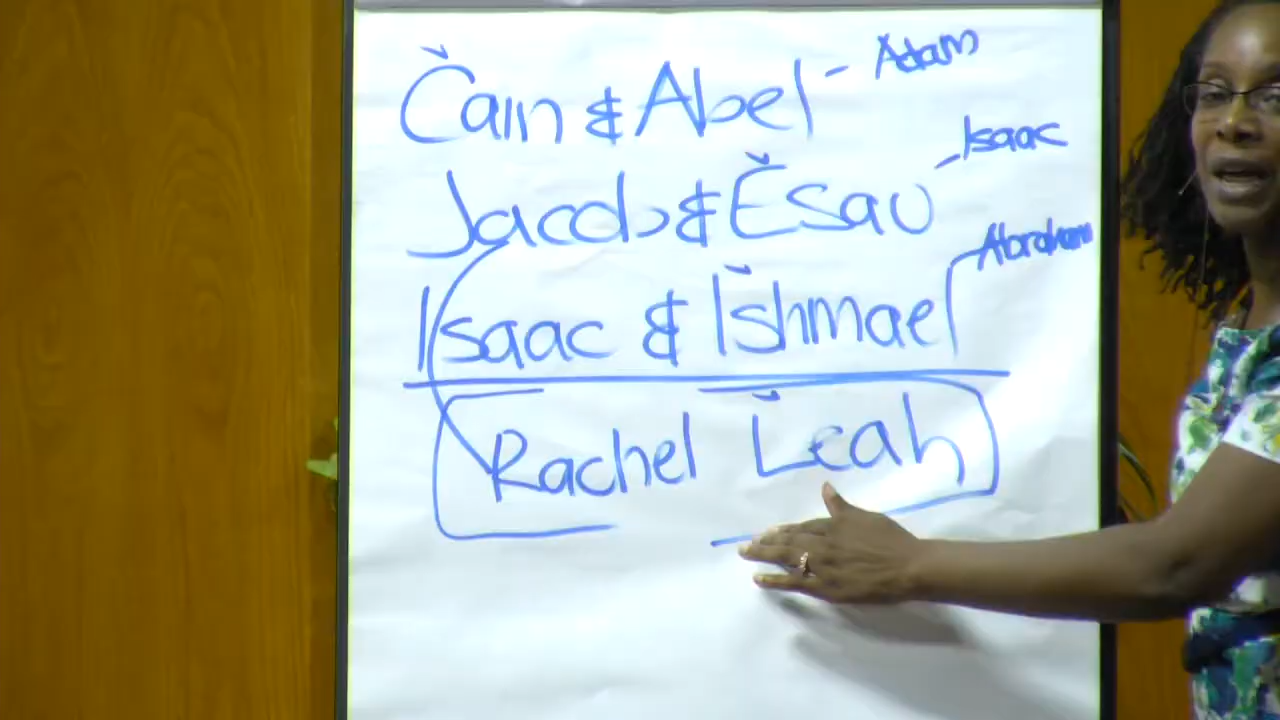 Cain & Abel - Adam
Jacob & Esau - Isaac
Isaac & Ishmael - Abraham
Rachel Leah